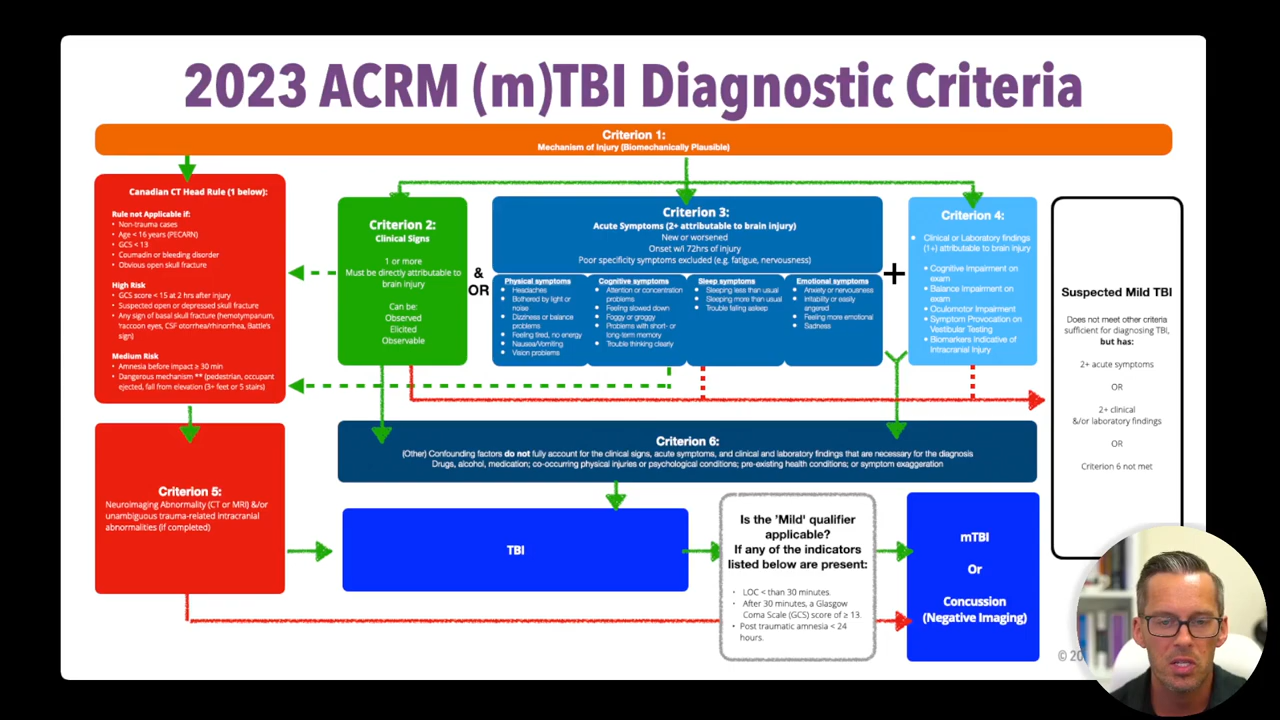 2023 ACRM (m)TBI Diagnostic Criteria
Criterion 1:
Mechanism of Injury (Biomechanically Plausible)
Canadian CT Head Rule (1 below):
Rule not Applicable if:
• Non-trauma cases
• Age < 16 years (PECARN)
• GCS < 13
• Coumadin or bleeding disorder
• Obvious open skull fracture
High Risk
• GCS score < 15 at 2 hrs after injury
• Suspected open or depressed skull fracture
• Any sign of basal skull fracture (hemotympanum,
'raccoon eyes, CSF otorrhea/rhinorrhea, Battle's
sign)
Medium Risk
• Amnesia before impact ≥ 30 min
• Dangerous mechanism ** (pedestrian, occupant
ejected, fall from elevation (3+ feet or 5 stairs)
Criterion 2:
Clinical Signs
1 or more
Must be directly attributable to
brain injury
Can be:
Observed
Elicited
Observable
&
OR
Criterion 3:
Acute Symptoms (2+ attributable to brain injury)
New or worsened
Onset w/i 72hrs of injury
Poor specificity symptoms excluded (e.g. fatigue, nervousness)
Physical symptoms
• Headaches
• Bothered by light or
noise
• Dizziness or balance
problems
• Feeling tired, no energy
• Nausea/Vomiting
• Vision problems
Cognitive symptoms
• Attention or concentration
problems
• Feeling slowed down
• Foggy or groggy
• Problems with short- or
long-term memory
• Trouble thinking clearly
Sleep symptoms
• Sleeping less than usual
• Sleeping more than usual
• Trouble falling asleep
Emotional symptoms
• Anxiety or nervousness
• Irritability or easily
angered
• Feeling more emotional
• Sadness
+
Criterion 4:
• Clinical or Laboratory findings
(1+) attributable to brain injury
• Cognitive Impairment on
exam
• Balance Impairment on
exam
• Oculomotor Impairment
• Symptom Provocation on
Vestibular Testing
• Biomarkers Indicative of
Intracranial Injury
Suspected Mild TBI
Does not meet other criteria
sufficient for diagnosing TBI,
but has:
2+ acute symptoms
OR
2+ clinical
&/or laboratory findings
OR
Criterion 6 not met
Criterion 6:
(Other) Confounding factors do not fully account for the clinical signs, acute symptoms, and clinical and laboratory findings that are necessary for the diagnosis
Drugs, alcohol, medication; co-occurring physical injuries or psychological conditions; pre-existing health conditions; or symptom exaggeration
Criterion 5:
Neuroimaging Abnormality (CT or MRI) &/or
unambiguous trauma-related intracranial
abnormalities (if completed)
TBI
Is the 'Mild' qualifier
applicable?
If any of the indicators
listed below are present:
• LOC < than 30 minutes
• After 30 minutes, a Glasgow
Coma Scale (GCS) score of ≥ 13.
• Post traumatic amnesia < 24
hours.
mTBI
Or
Concussion
(Negative Imaging)
© 20